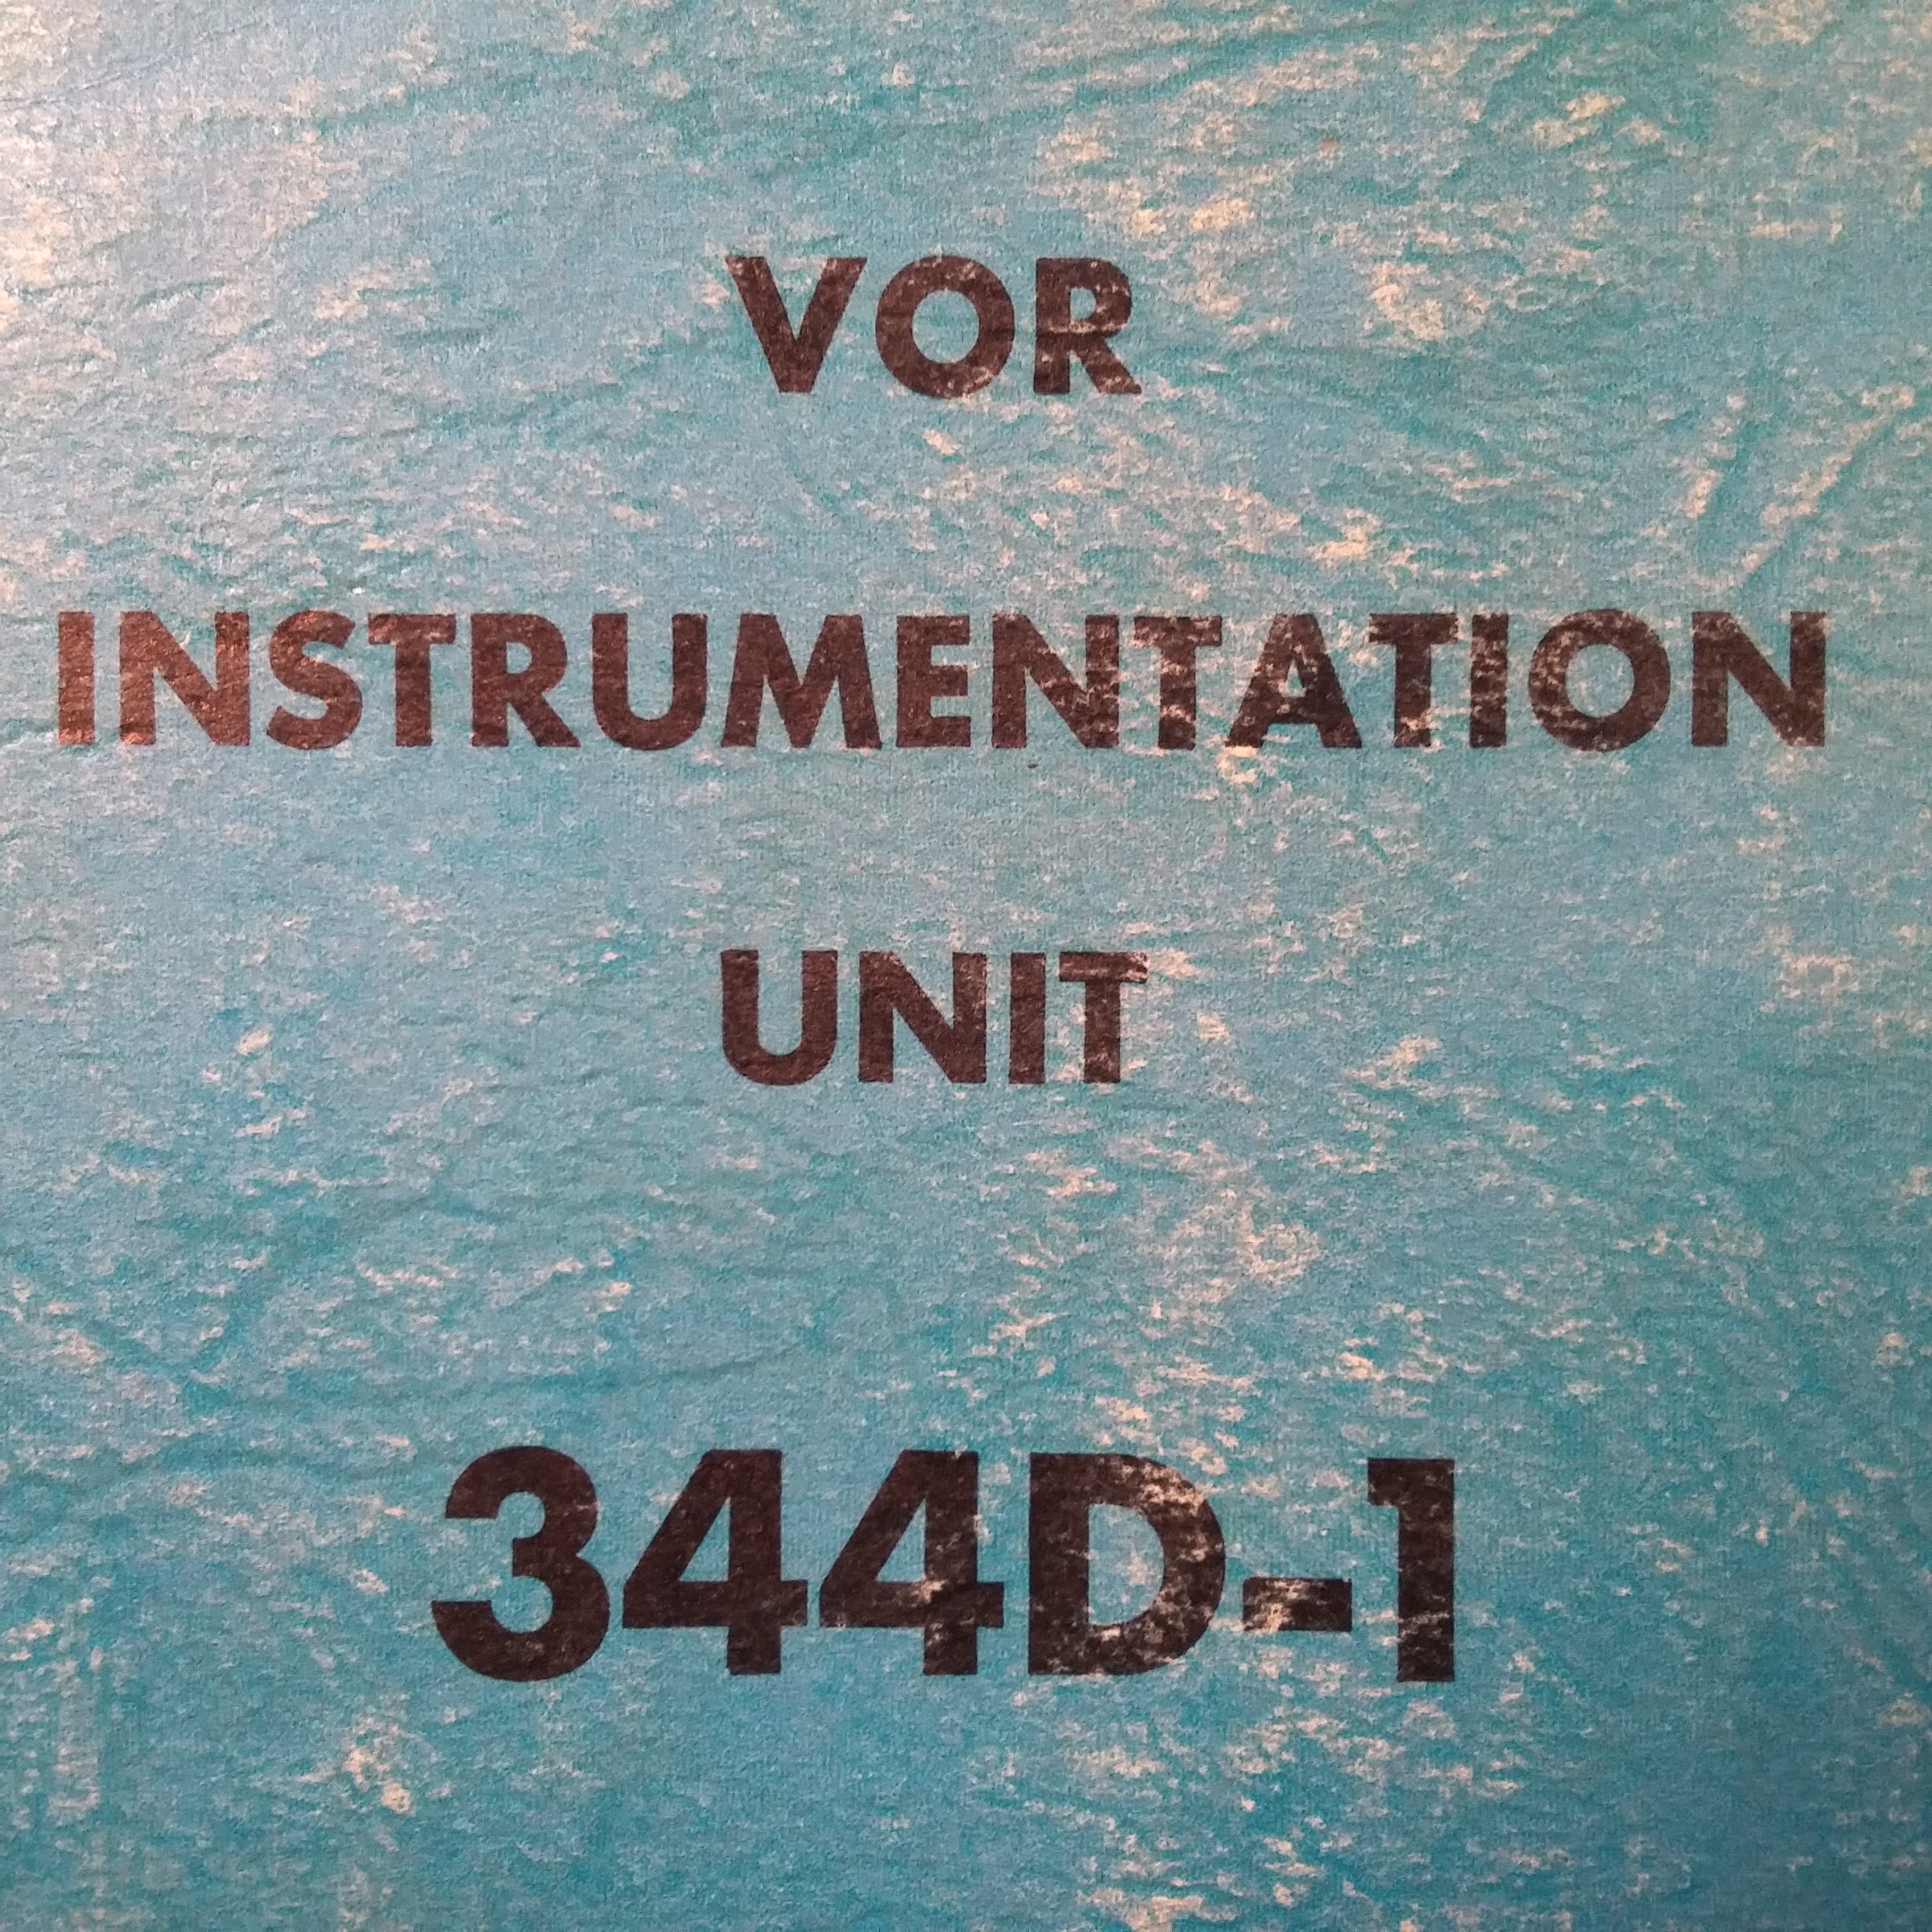 VOR
INSTRUMENTATION
UNIT
344D-1